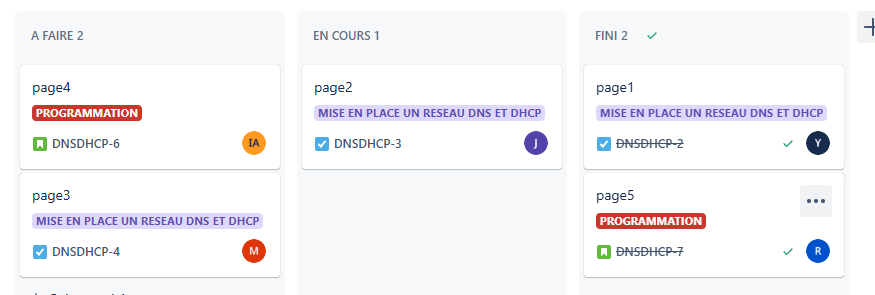 A FAIRE 2
page4
PROGRAMMATION
DNSDHCP-6
IA
page3
MISE EN PLACE UN RESEAU DNS ET DHCP
DNSDHCP-4
M
EN COURS 1
page2
MISE EN PLACE UN RESEAU DNS ET DHCP
DNSDHCP-3
J
FINI 2
page1
MISE EN PLACE UN RESEAU DNS ET DHCP
DNSDHCP-2
Y
page5
PROGRAMMATION
DNSDHCP-7
R